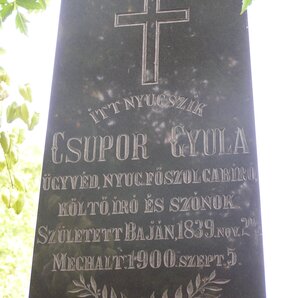 ITT NYUGSZIK
CSUPOR GYULA
ÜGYVÉD, NYUG. FŐSZOLGABIRÓ,
KÖLTŐ, IRÓ ÉS SZÓNOK
SZÜLETETT BAJÁN, 1839. NOV. 20.
MEGHALT, 1900. SZEPT. 5.